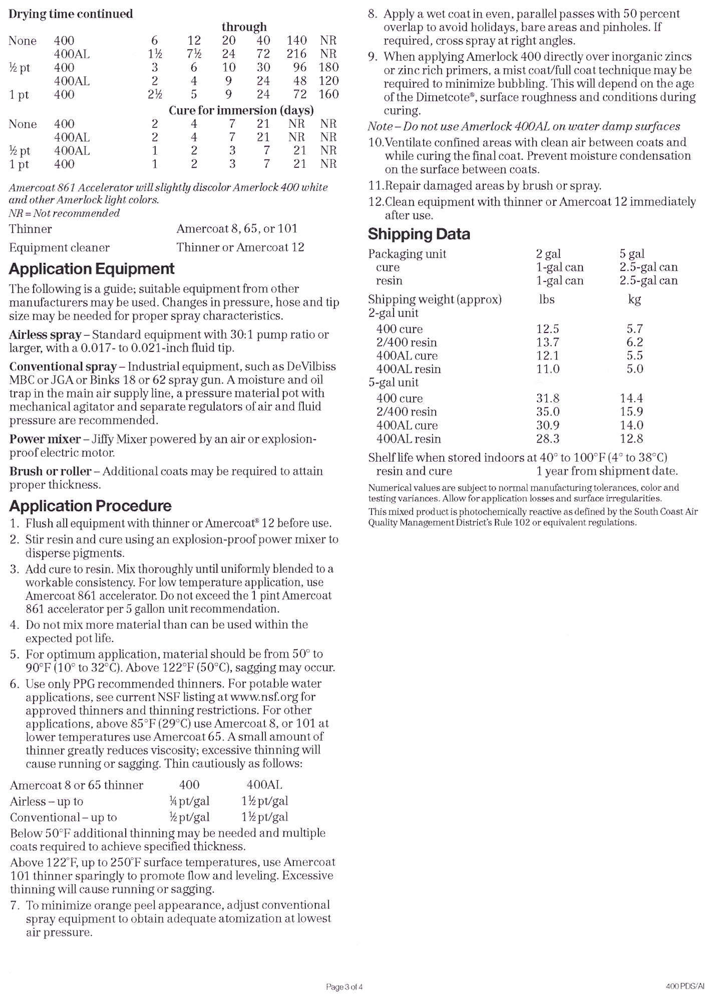 Drying time continued
through
None 400 6 12 20 40 140 NR
400AL 1½ 7½ 24 72 216 NR
½ pt 400 3 6 10 30 96 180
400AL 2 4 9 24 48 120
1 pt 400 2½ 5 9 24 72 160
Cure for immersion (days)
None 400 2 4 7 21 NR NR
400AL 2 4 7 21 NR NR
½ pt 400AL 1 2 3 7 21 NR
1 pt 400 1 2 3 7 21 NR
Amercoat 861 Accelerator will slightly discolor Amerlock 400 white
and other Amerlock light colors.
NR = Not recommended
Thinner Amercoat 8, 65, or 101
Equipment cleaner Thinner or Amercoat 12
Application Equipment
The following is a guide; suitable equipment from other
manufacturers may be used. Changes in pressure, hose and tip
size may be needed for proper spray characteristics.
Airless spray – Standard equipment with 30:1 pump ratio or
larger, with a 0.017- to 0.021-inch fluid tip.
Conventional spray – Industrial equipment, such as DeVilbiss
MBC or JGA or Binks 18 or 62 spray gun. A moisture and oil
trap in the main air supply line, a pressure material pot with
mechanical agitator and separate regulators of air and fluid
pressure are recommended.
Power mixer – Jiffy Mixer powered by an air or explosion-
proof electric motor.
Brush or roller – Additional coats may be required to attain
proper thickness.
Application Procedure
1. Flush all equipment with thinner or Amercoat® 12 before use.
2. Stir resin and cure using an explosion-proof power mixer to
disperse pigments.
3. Add cure to resin. Mix thoroughly until uniformly blended to a
workable consistency. For low temperature application, use
Amercoat 861 accelerator. Do not exceed the 1 pint Amercoat
861 accelerator per 5 gallon unit recommendation.
4. Do not mix more material than can be used within the
expected pot life.
5. For optimum application, material should be from 50° to
90°F (10° to 32°C). Above 122°F (50°C), sagging may occur.
6. Use only PPG recommended thinners. For potable water
applications, see current NSF listing at www.nsf.org for
approved thinners and thinning restrictions. For other
applications, above 85°F (29°C) use Amercoat 8, or 101 at
lower temperatures use Amercoat 65. A small amount of
thinner greatly reduces viscosity; excessive thinning will
cause running or sagging. Thin cautiously as follows:
Amercoat 8 or 65 thinner 400 400AL
Airless – up to ¼ pt/gal 1½ pt/gal
Conventional – up to ½ pt/gal 1½ pt/gal
Below 50°F additional thinning may be needed and multiple
coats required to achieve specified thickness.
Above 122°F, up to 250°F surface temperatures, use Amercoat
101 thinner sparingly to promote flow and leveling. Excessive
thinning will cause running or sagging.
7. To minimize orange peel appearance, adjust conventional
spray equipment to obtain adequate atomization at lowest
air pressure.
8. Apply a wet coat in even, parallel passes with 50 percent
overlap to avoid holidays, bare areas and pinholes. If
required, cross spray at right angles.
9. When applying Amerlock 400 directly over inorganic zincs
or zinc rich primers, a mist coat/full coat technique may be
required to minimize bubbling. This will depend on the age
of the Dimetcote®, surface roughness and conditions during
curing.
Note – Do not use Amerlock 400AL on water damp surfaces
10.Ventilate confined areas with clean air between coats and
while curing the final coat. Prevent moisture condensation
on the surface between coats.
11.Repair damaged areas by brush or spray.
12.Clean equipment with thinner or Amercoat 12 immediately
after use.
Shipping Data
Packaging unit 2 gal 5 gal
cure 1-gal can 2.5-gal can
resin 1-gal can 2.5-gal can
Shipping weight (approx) lbs kg
2-gal unit
400 cure 12.5 5.7
2/400 resin 13.7 6.2
400AL cure 12.1 5.5
400AL resin 11.0 5.0
5-gal unit
400 cure 31.8 14.4
2/400 resin 35.0 15.9
400AL cure 30.9 14.0
400AL resin 28.3 12.8
Shelf life when stored indoors at 40° to 100°F (4° to 38°C)
resin and cure 1 year from shipment date.
Numerical values are subject to normal manufacturing tolerances, color and
testing variances. Allow for application losses and surface irregularities.
This mixed product is photochemically reactive as defined by the South Coast Air
Quality Management District's Rule 102 or equivalent regulations.
Page 3 of 4
400 PDS/AI